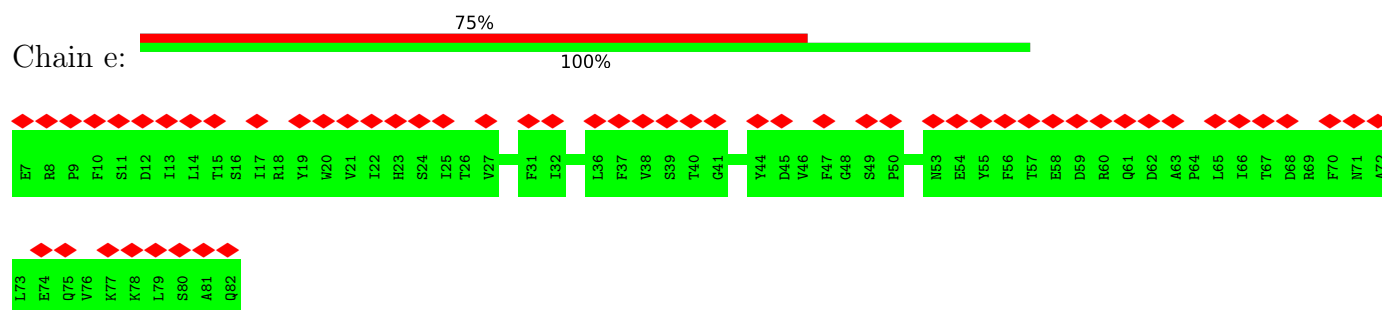 75%
Chain e:
100%
E7 R8 P9 F10 S11 D12 I13 L14 T15 S16 I17 R18 Y19 W20 V21 I22 H23 S24 I25 T26 V27 F31 I32 L36 F37 V38 S39 T40 G41 Y44 D45 V46 F47 G48 S49 P50 N53 E54 Y55 F56 T57 E58 D59 R60 Q61 D62 A63 P64 L65 I66 T67 D68 R69 F70 N71 A72
L73 E74 Q75 V76 K77 K78 L79 S80 A81 Q82